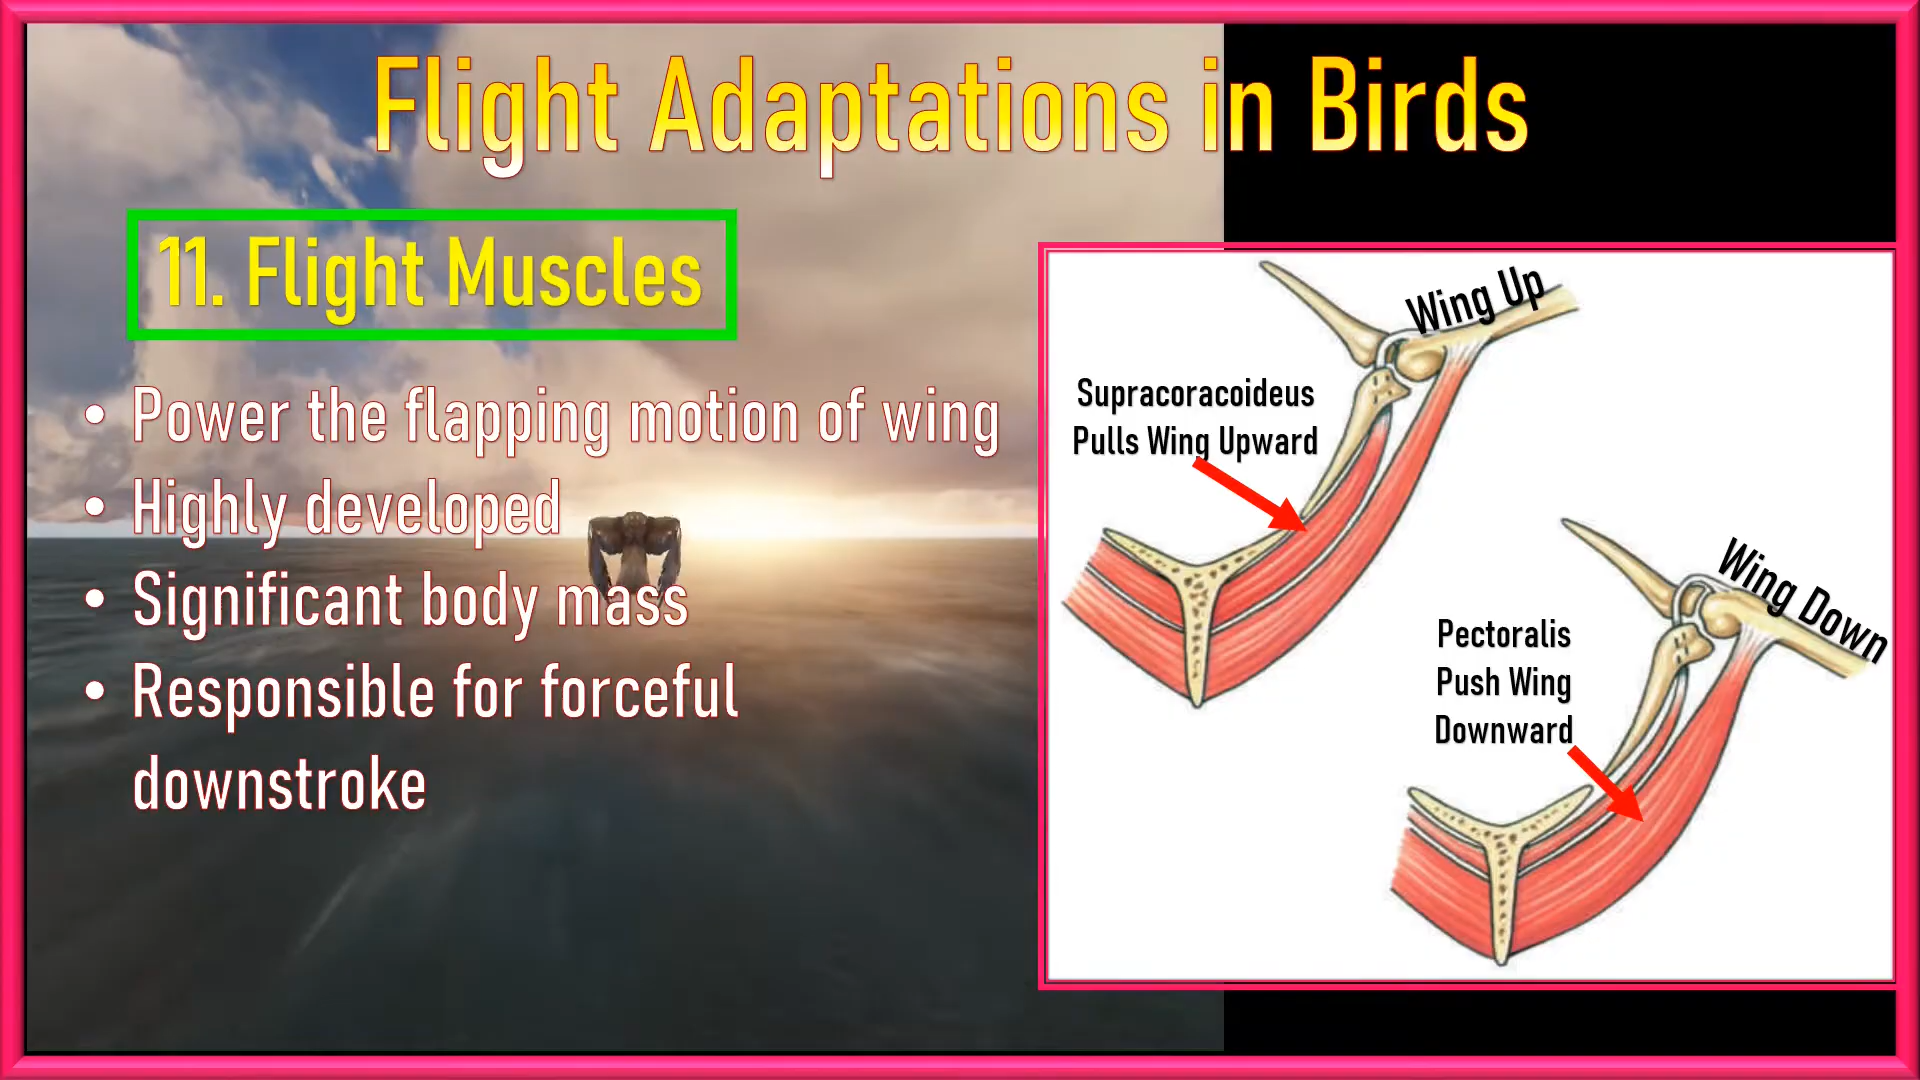 Flight Adaptations in Birds
11. Flight Muscles
• Power the flapping motion of wing
• Highly developed
• Significant body mass
• Responsible for forceful
downstroke
Wing Up
Supracoracoideus
Pulls Wing Upward
Wing Down
Pectoralis
Push Wing
Downward